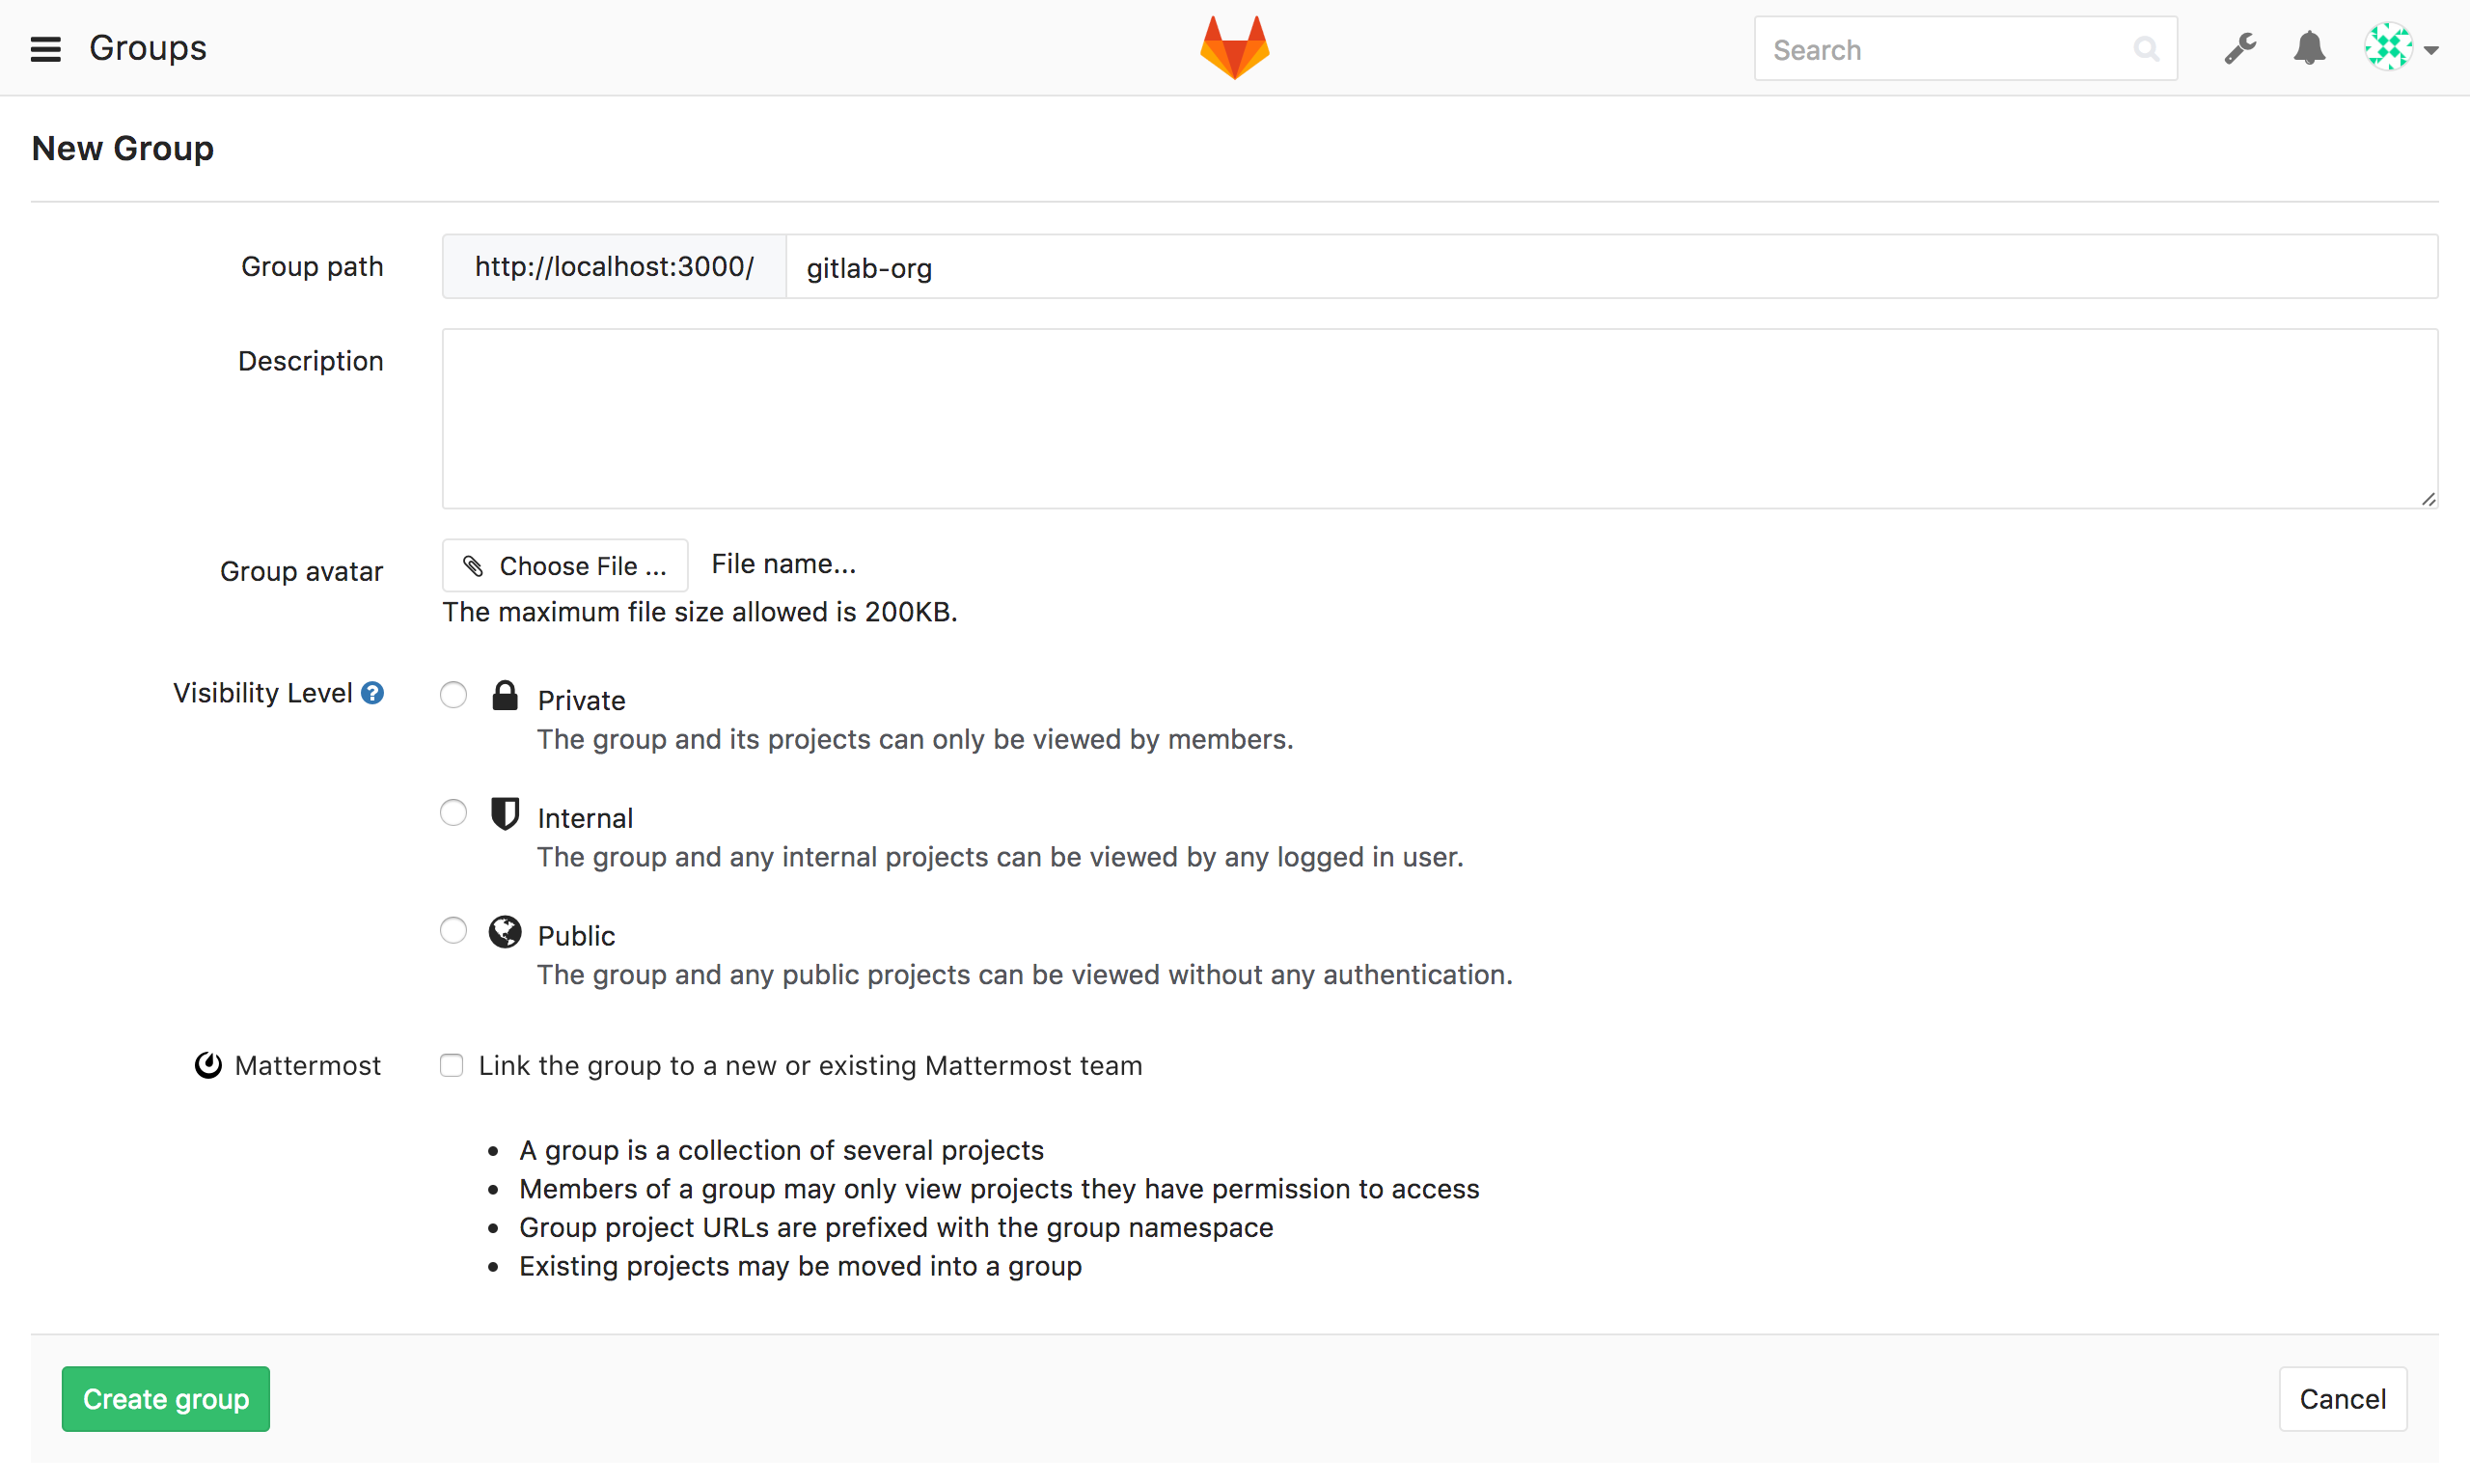 Groups
Search
New Group
Group path
http://localhost:3000/
gitlab-org
Description
Group avatar
Choose File ...
File name...
The maximum file size allowed is 200KB.
Visibility Level
Private
The group and its projects can only be viewed by members.
Internal
The group and any internal projects can be viewed by any logged in user.
Public
The group and any public projects can be viewed without any authentication.
Mattermost
Link the group to a new or existing Mattermost team
• A group is a collection of several projects
• Members of a group may only view projects they have permission to access
• Group project URLs are prefixed with the group namespace
• Existing projects may be moved into a group
Create group
Cancel